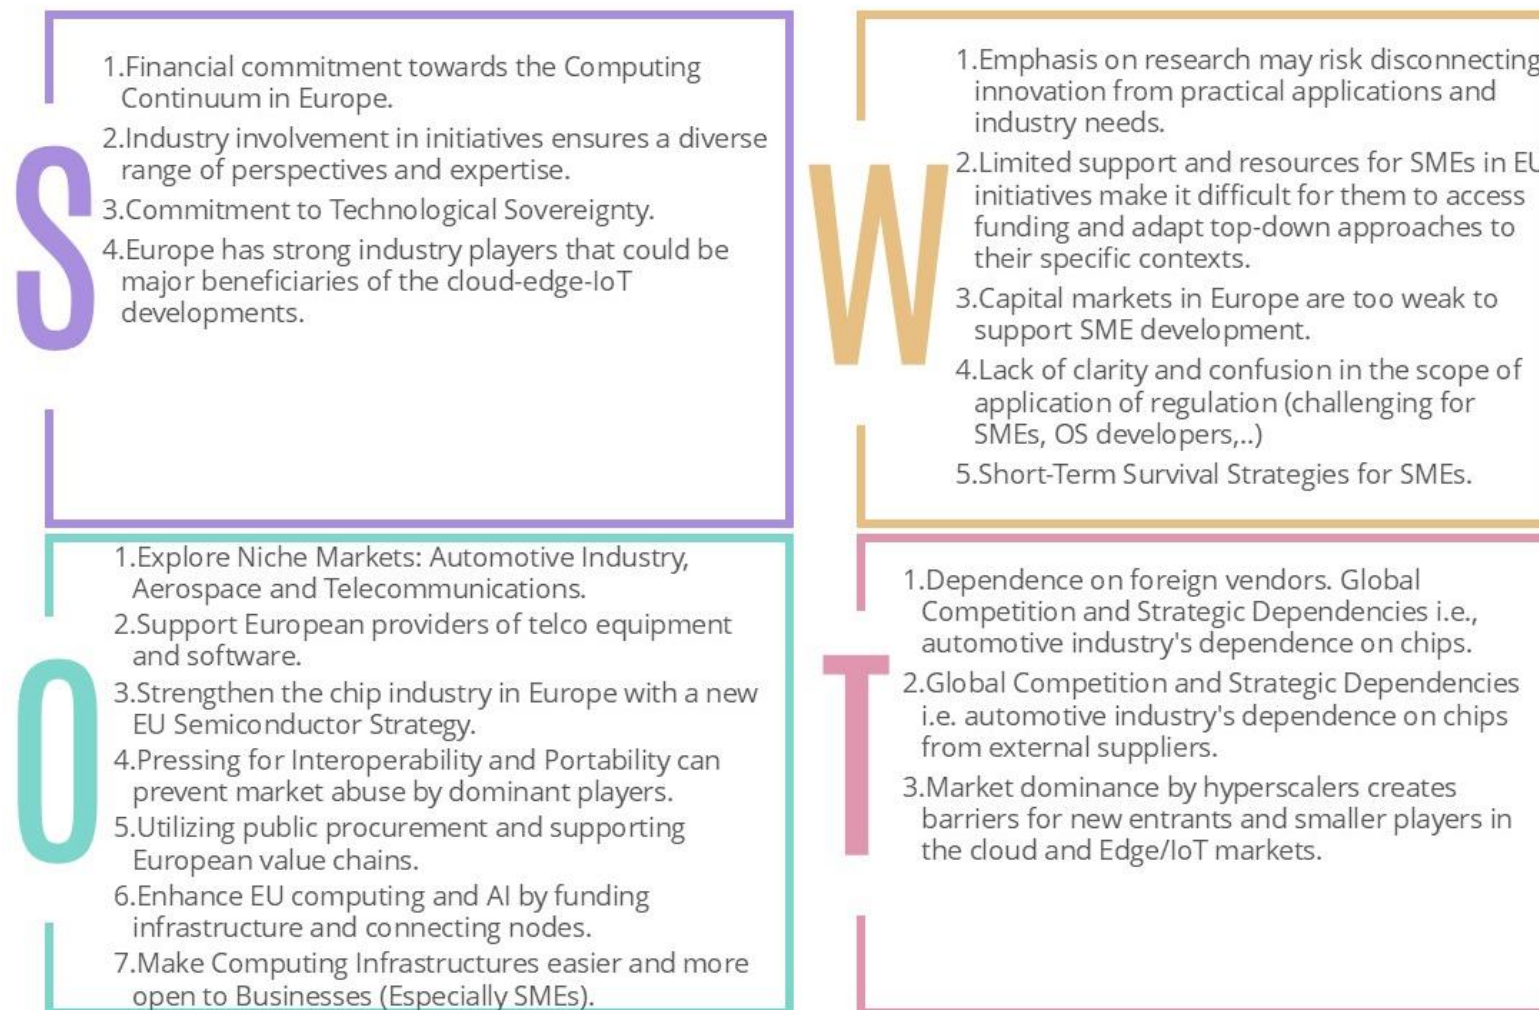 S
1.Financial commitment towards the Computing
Continuum in Europe.
2.Industry involvement in initiatives ensures a diverse
range of perspectives and expertise.
3.Commitment to Technological Sovereignty.
4.Europe has strong industry players that could be
major beneficiaries of the cloud-edge-IoT
developments.
W
1.Emphasis on research may risk disconnecting
innovation from practical applications and
industry needs.
2.Limited support and resources for SMEs in EU
initiatives make it difficult for them to access
funding and adapt top-down approaches to
their specific contexts.
3.Capital markets in Europe are too weak to
support SME development.
4.Lack of clarity and confusion in the scope of
application of regulation (challenging for
SMEs, OS developers,..)
5.Short-Term Survival Strategies for SMEs.
O
1.Explore Niche Markets: Automotive Industry,
Aerospace and Telecommunications.
2.Support European providers of telco equipment
and software.
3.Strengthen the chip industry in Europe with a new
EU Semiconductor Strategy.
4.Pressing for Interoperability and Portability can
prevent market abuse by dominant players.
5.Utilizing public procurement and supporting
European value chains.
6.Enhance EU computing and AI by funding
infrastructure and connecting nodes.
7.Make Computing Infrastructures easier and more
open to Businesses (Especially SMEs).
T
1.Dependence on foreign vendors. Global
Competition and Strategic Dependencies i.e.,
automotive industry's dependence on chips.
2.Global Competition and Strategic Dependencies
i.e. automotive industry's dependence on chips
from external suppliers.
3.Market dominance by hyperscalers creates
barriers for new entrants and smaller players in
the cloud and Edge/IoT markets.